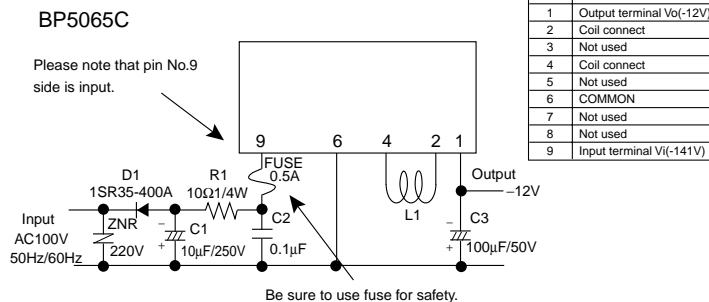 BP5065C
Please note that pin No.9
side is input.
9
6
4
2
1
FUSE
0.5A
D1
1SR35-400A
R1
10Ω1/4W
Output
−12V
L1
Input
AC100V
50Hz/60Hz
ZNR
220V
−
+
C1
10μF/250V
C2
0.1μF
−
+
C3
100μF/50V
Be sure to use fuse for safety.
1 Output terminal Vo(-12V)
2 Coil connect
3 Not used
4 Coil connect
5 Not used
6 COMMON
7 Not used
8 Not used
9 Input terminal Vi(-141V)